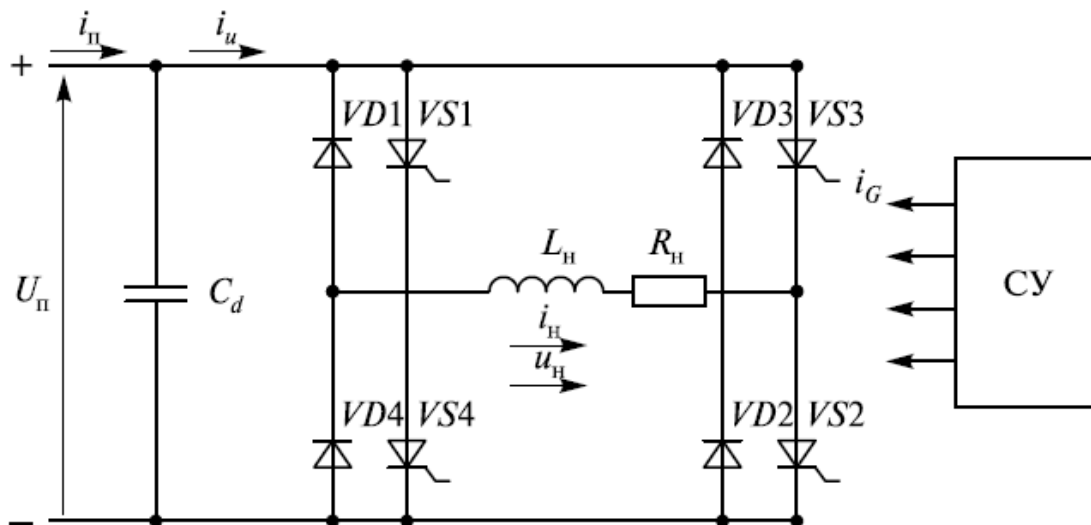 i_п i_u
+
VD1 VS1 VD3 VS3
i_G
L_н R_н
U_п C_d СУ
i_н
u_н
VD4 VS4 VD2 VS2
−